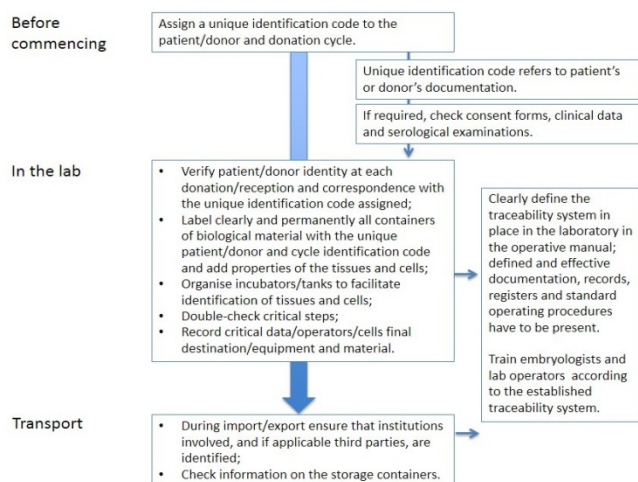 Before
commencing
Assign a unique identification code to the
patient/donor and donation cycle.
Unique identification code refers to patient's
or donor's documentation.
If required, check consent forms, clinical data
and serological examinations.
In the lab
• Verify patient/donor identity at each
donation/reception and correspondence with
the unique identification code assigned;
• Label clearly and permanently all containers
of biological material with the unique
patient/donor and cycle identification code
and add properties of the tissues and cells;
• Organise incubators/tanks to facilitate
identification of tissues and cells;
• Double-check critical steps;
• Record critical data/operators/cells final
destination/equipment and material.
Clearly define the
traceability system in
place in the laboratory in
the operative manual;
defined and effective
documentation, records,
registers and standard
operating procedures
have to be present.
Train embryologists and
lab operators according
to the established
traceability system.
Transport
• During import/export ensure that institutions
involved, and if applicable third parties, are
identified;
• Check information on the storage containers.